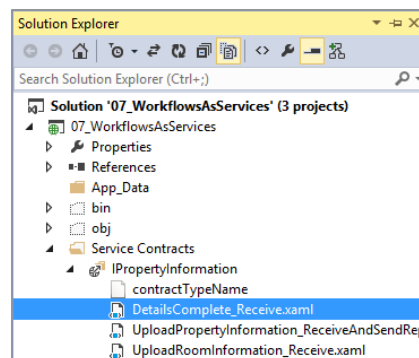 Solution Explorer
Search Solution Explorer (Ctrl+;)
Solution '07_WorkflowsAsServices' (3 projects)
07_WorkflowsAsServices
Properties
References
App_Data
bin
obj
Service Contracts
IPropertyInformation
contractTypeName
DetailsComplete_Receive.xaml
UploadPropertyInformation_ReceiveAndSendRep
UploadRoomInformation_Receive.xaml